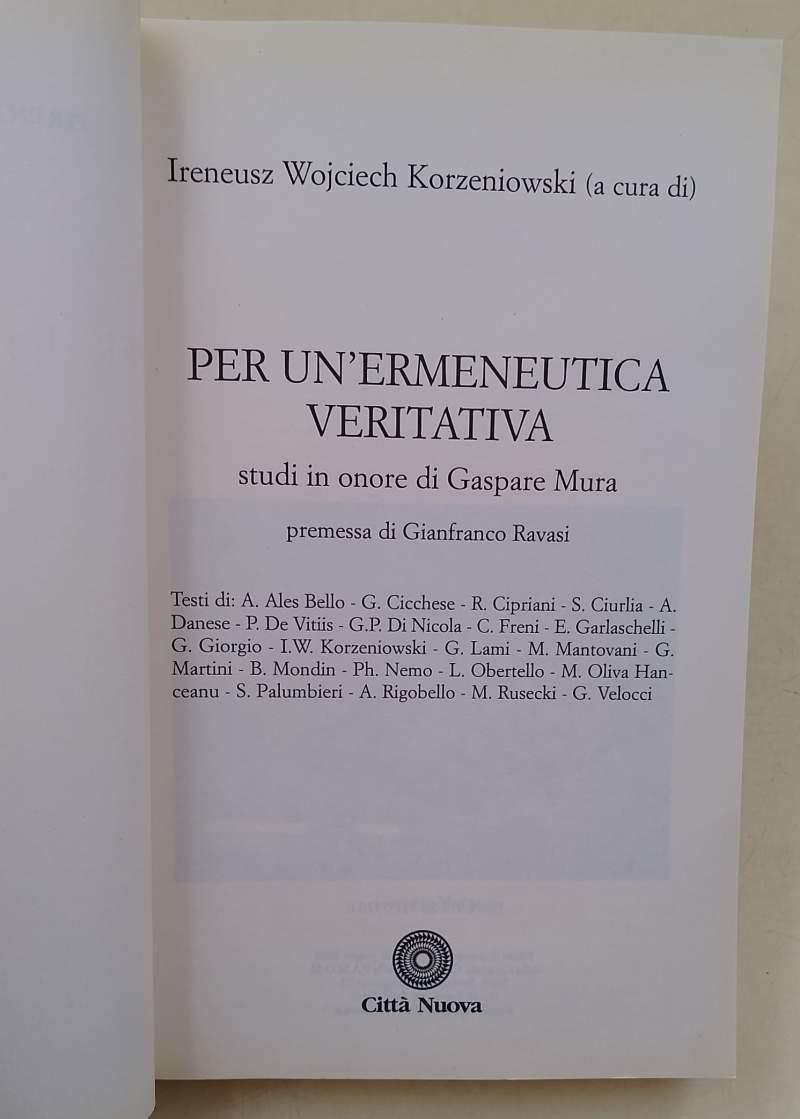 Ireneusz Wojciech Korzeniowski (a cura di)
PER UN'ERMENEUTICA
VERITATIVA
studi in onore di Gaspare Mura
premessa di Gianfranco Ravasi
Testi di: A. Ales Bello - G. Cicchese - R. Cipriani - S. Ciurlia - A.
Danese - P. De Vitiis - G.P. Di Nicola - C. Freni - E. Garlaschelli -
G. Giorgio - I.W. Korzeniowski - G. Lami - M. Mantovani - G.
Martini - B. Mondin - Ph. Nemo - L. Obertello - M. Oliva Han-
ceanu - S. Palumbieri - A. Rigobello - M. Rusecki - G. Velocci
Città Nuova